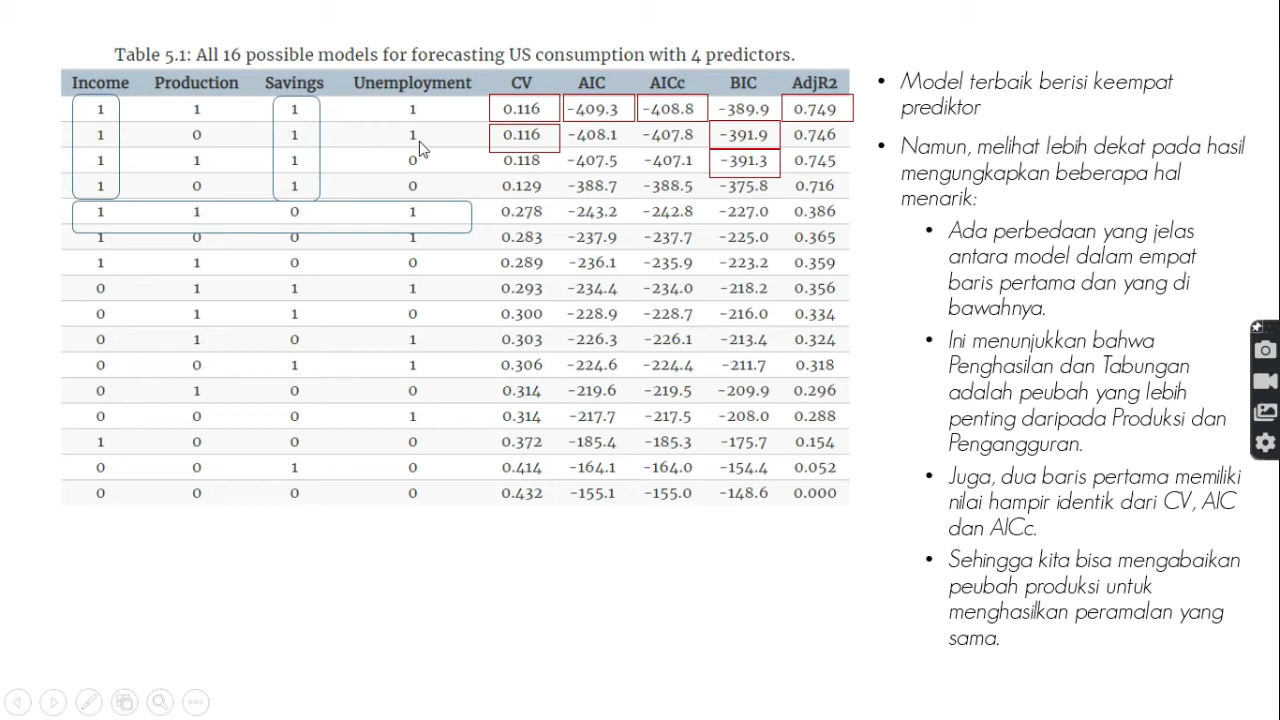 Table 5.1: All 16 possible models for forecasting US consumption with 4 predictors.
Income Production Savings Unemployment CV AIC AICc BIC AdjR2
1 1 1 1 0.116 -409.3 -408.8 -389.9 0.749
1 0 1 1 0.116 -408.1 -407.8 -391.9 0.746
1 1 1 0 0.118 -407.5 -407.1 -391.3 0.745
1 0 1 0 0.129 -388.7 -388.5 -375.8 0.716
1 1 0 1 0.278 -243.2 -242.8 -227.0 0.386
1 0 0 1 0.283 -237.9 -237.7 -225.0 0.365
1 1 0 0 0.289 -236.1 -235.9 -223.2 0.359
0 1 1 1 0.293 -234.4 -234.0 -218.2 0.356
0 1 1 0 0.300 -228.9 -228.7 -216.0 0.334
0 1 0 1 0.303 -226.3 -226.1 -213.4 0.324
0 0 1 1 0.306 -224.6 -224.4 -211.7 0.318
0 1 0 0 0.314 -219.6 -219.5 -209.9 0.296
0 0 0 1 0.314 -217.7 -217.5 -208.0 0.288
1 0 0 0 0.372 -185.4 -185.3 -175.7 0.154
0 0 1 0 0.414 -164.1 -164.0 -154.4 0.052
0 0 0 0 0.432 -155.1 -155.0 -148.6 0.000
• Model terbaik berisi keempat
prediktor
• Namun, melihat lebih dekat pada hasil
mengungkapkan beberapa hal
menarik:
• Ada perbedaan yang jelas
antara model dalam empat
baris pertama dan yang di
bawahnya.
• Ini menunjukkan bahwa
Penghasilan dan Tabungan
adalah peubah yang lebih
penting daripada Produksi dan
Pengangguran.
• Juga, dua baris pertama memiliki
nilai hampir identik dari CV, AIC
dan AICc.
• Sehingga kita bisa mengabaikan
peubah produksi untuk
menghasilkan peramalan yang
sama.